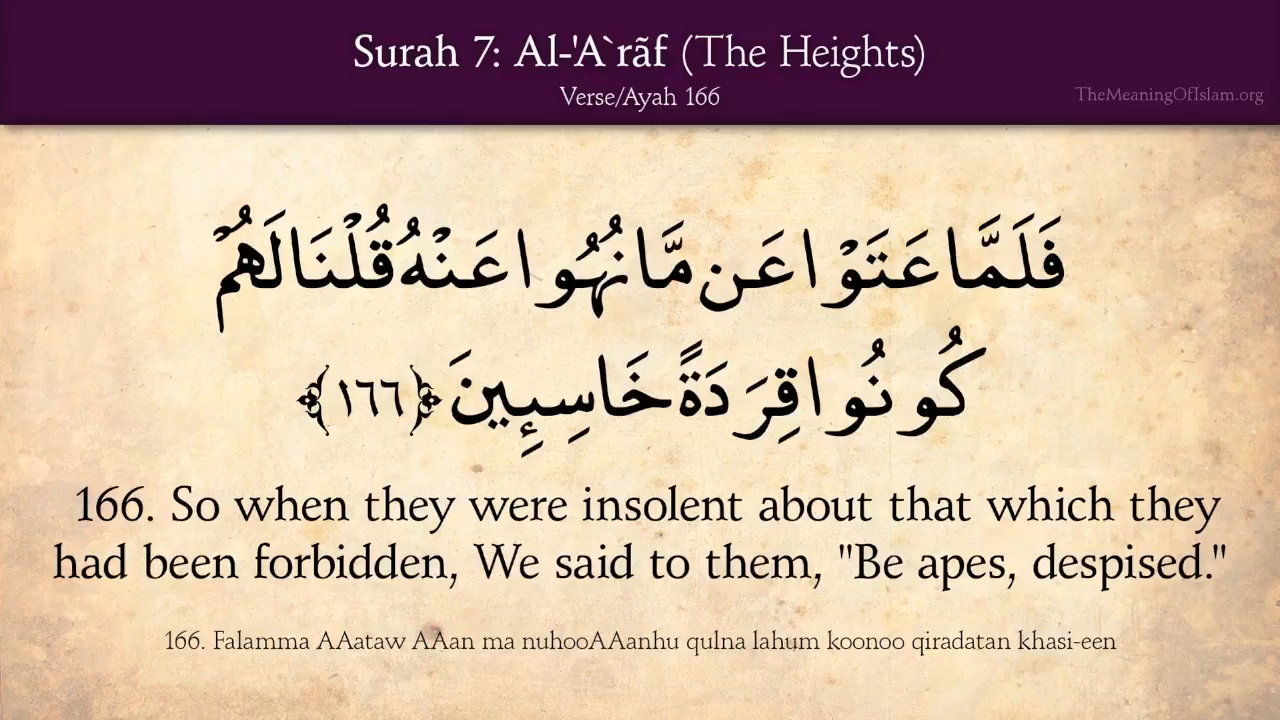 Surah 7: Al-'A`rãf (The Heights)
Verse/Ayah 166
TheMeaningOfIslam.org
فَلَمَّا عَتَوْا عَن مَّا نُهُوا عَنْهُ قُلْنَا لَهُمْ
كُونُوا قِرَدَةً خَاسِئِينَ ﴿١٦٦﴾
166. So when they were insolent about that which they
had been forbidden, We said to them, "Be apes, despised."
166. Falamma AAataw AAan ma nuhooAAanhu qulna lahum koonoo qiradatan khasi-een